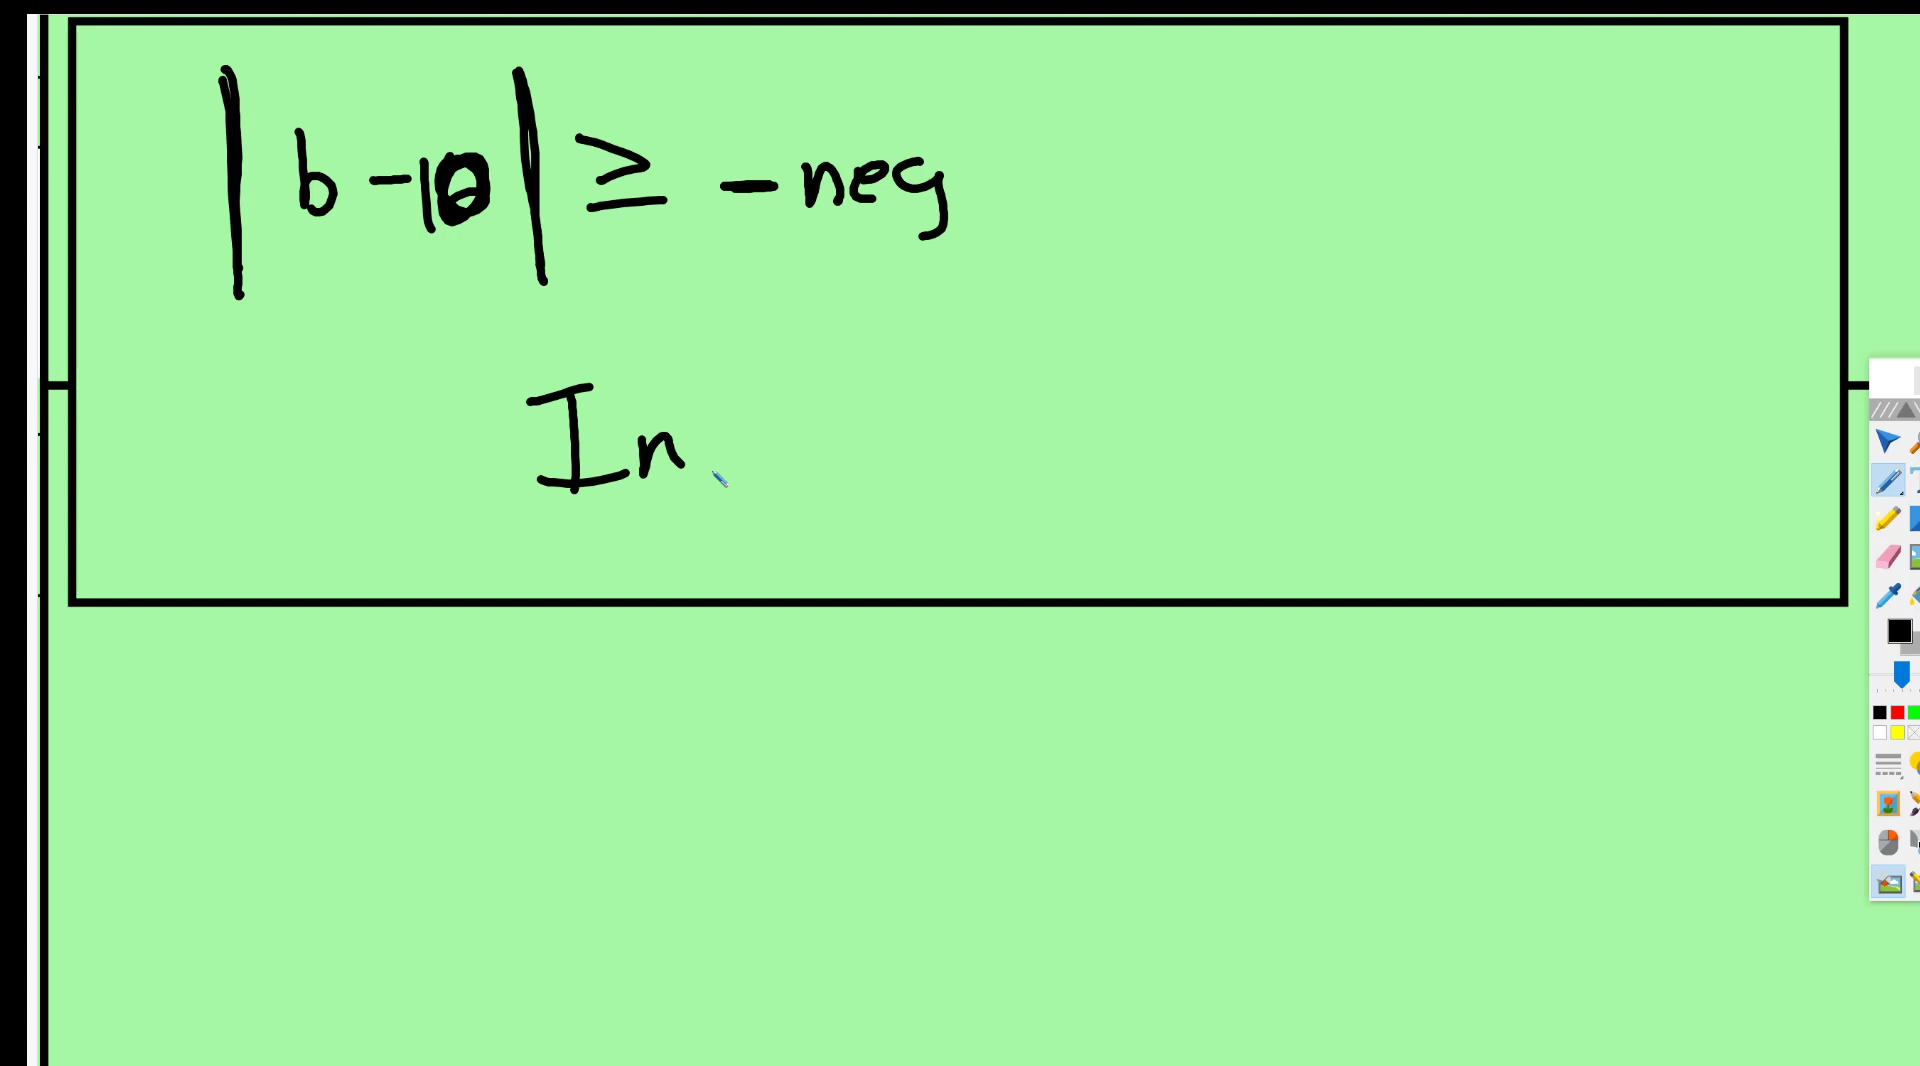 | b - 10 | ≥ - neg
In